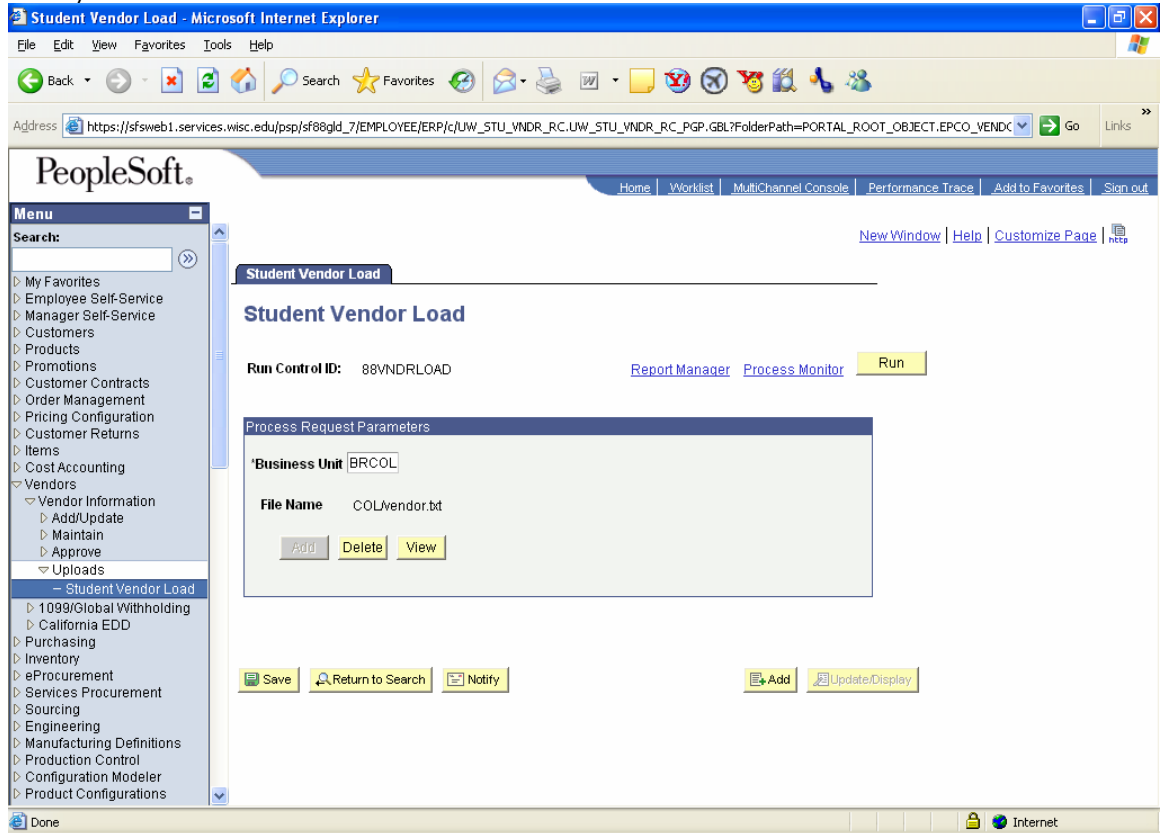 Student Vendor Load - Microsoft Internet Explorer
File Edit View Favorites Tools Help
Back Search Favorites
Address https://sfsweb1.services.wisc.edu/psp/sf88gld_7/EMPLOYEE/ERP/c/UW_STU_VNDR_RC.UW_STU_VNDR_RC_PGP.GBL?FolderPath=PORTAL_ROOT_OBJECT.EPCO_VENDC Go Links »
PeopleSoft.
Home Worklist MultiChannel Console Performance Trace Add to Favorites Sign out
Menu
Search:
My Favorites
Employee Self-Service
Manager Self-Service
Customers
Products
Promotions
Customer Contracts
Order Management
Pricing Configuration
Customer Returns
Items
Cost Accounting
Vendors
Vendor Information
Add/Update
Maintain
Approve
Uploads
– Student Vendor Load
1099/Global Withholding
California EDD
Purchasing
Inventory
eProcurement
Services Procurement
Sourcing
Engineering
Manufacturing Definitions
Production Control
Configuration Modeler
Product Configurations
New Window | Help | Customize Page | http
Student Vendor Load
Student Vendor Load
Run Control ID: 88VNDRLOAD Report Manager Process Monitor Run
Process Request Parameters
*Business Unit BRCOL
File Name COL/vendor.txt
Add Delete View
Save Return to Search Notify Add Update/Display
Done Internet